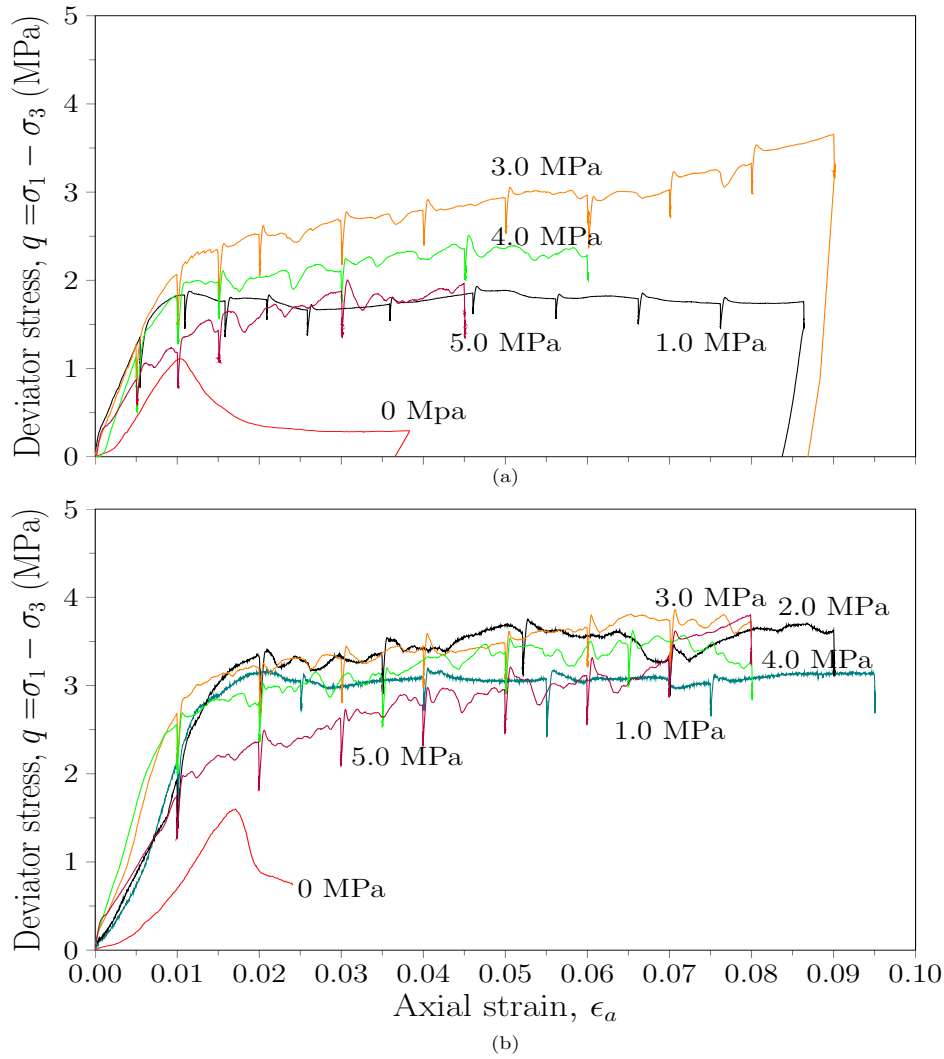 Deviator stress, q =σ₁ − σ₃ (MPa)
5
4
3
2
1
0
3.0 MPa
4.0 MPa
5.0 MPa
1.0 MPa
0 Mpa
(a)
Deviator stress, q =σ₁ − σ₃ (MPa)
5
4
3
2
1
0
3.0 MPa
2.0 MPa
4.0 MPa
1.0 MPa
5.0 MPa
0 MPa
0.00 0.01 0.02 0.03 0.04 0.05 0.06 0.07 0.08 0.09 0.10
Axial strain, ϵₐ
(b)